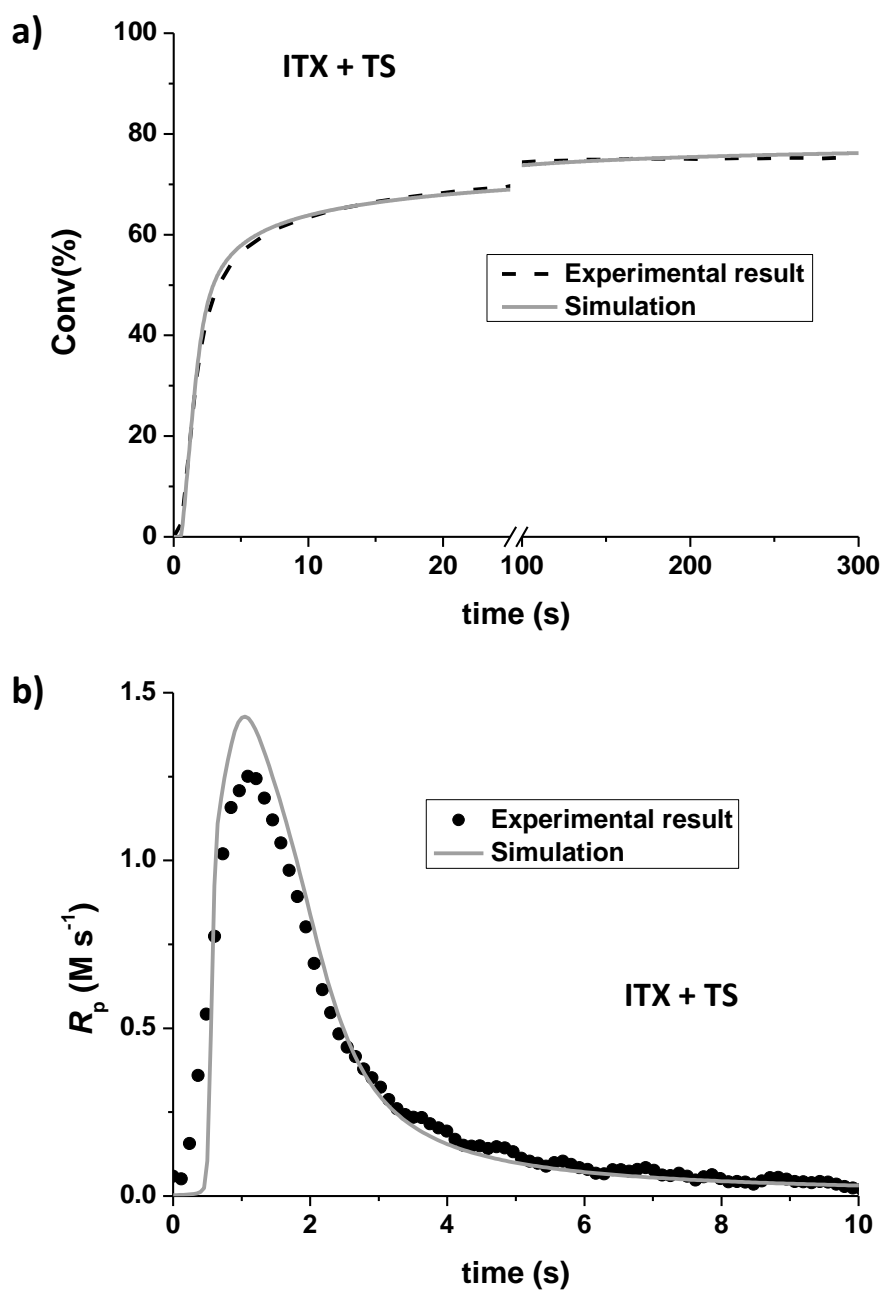 a)
ITX + TS
100
80
60
40
20
0
Conv(%)
Experimental result
Simulation
0
10
20
100
200
300
time (s)
b)
1.5
1.0
0.5
0.0
Rp (M s-1)
Experimental result
Simulation
ITX + TS
0
2
4
6
8
10
time (s)